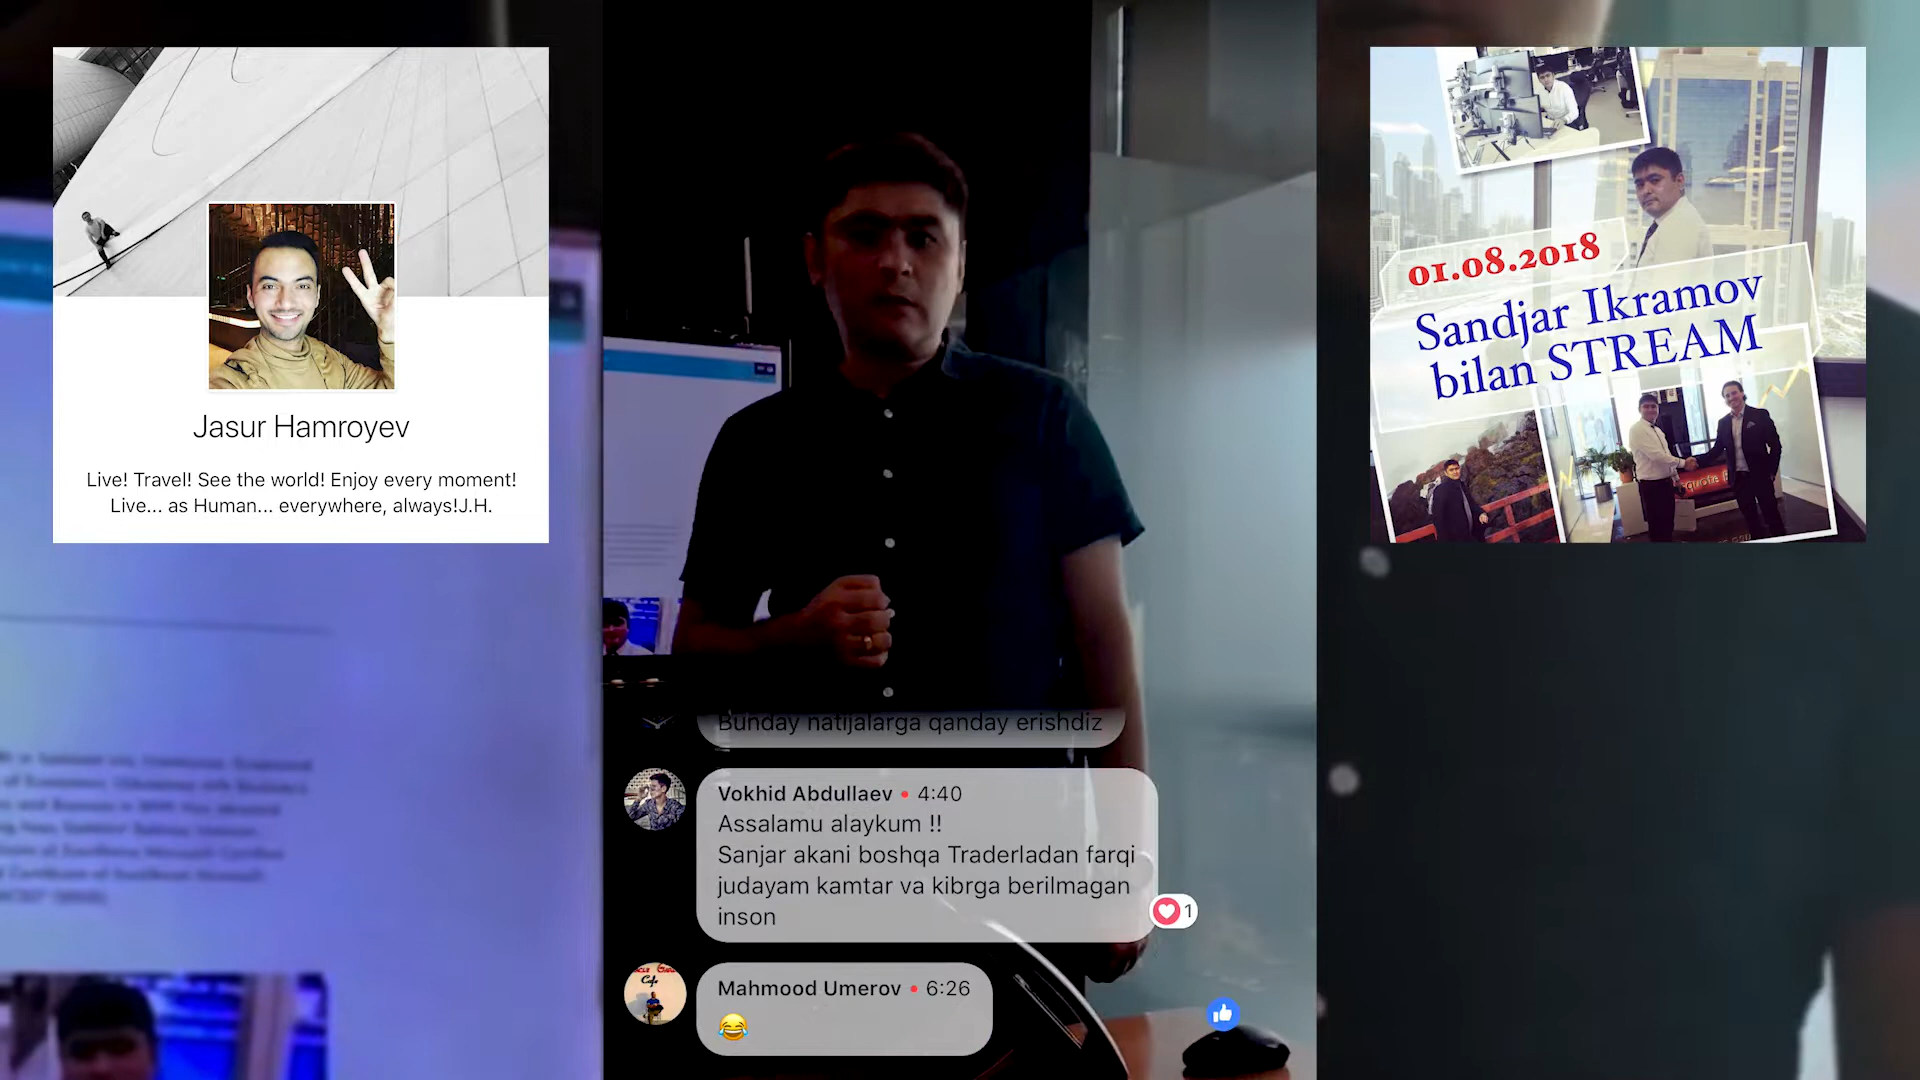 Jasur Hamroyev
Live! Travel! See the world! Enjoy every moment!
Live... as Human... everywhere, always!J.H.
Bunday natijalarga qanday erishdiz
Vokhid Abdullaev • 4:40
Assalamu alaykum !!
Sanjar akani boshqa Traderladan farqi
judayam kamtar va kibrga berilmagan
inson
1
Mahmood Umerov • 6:26
😂
01.08.2018
Sandjar Ikramov
bilan STREAM